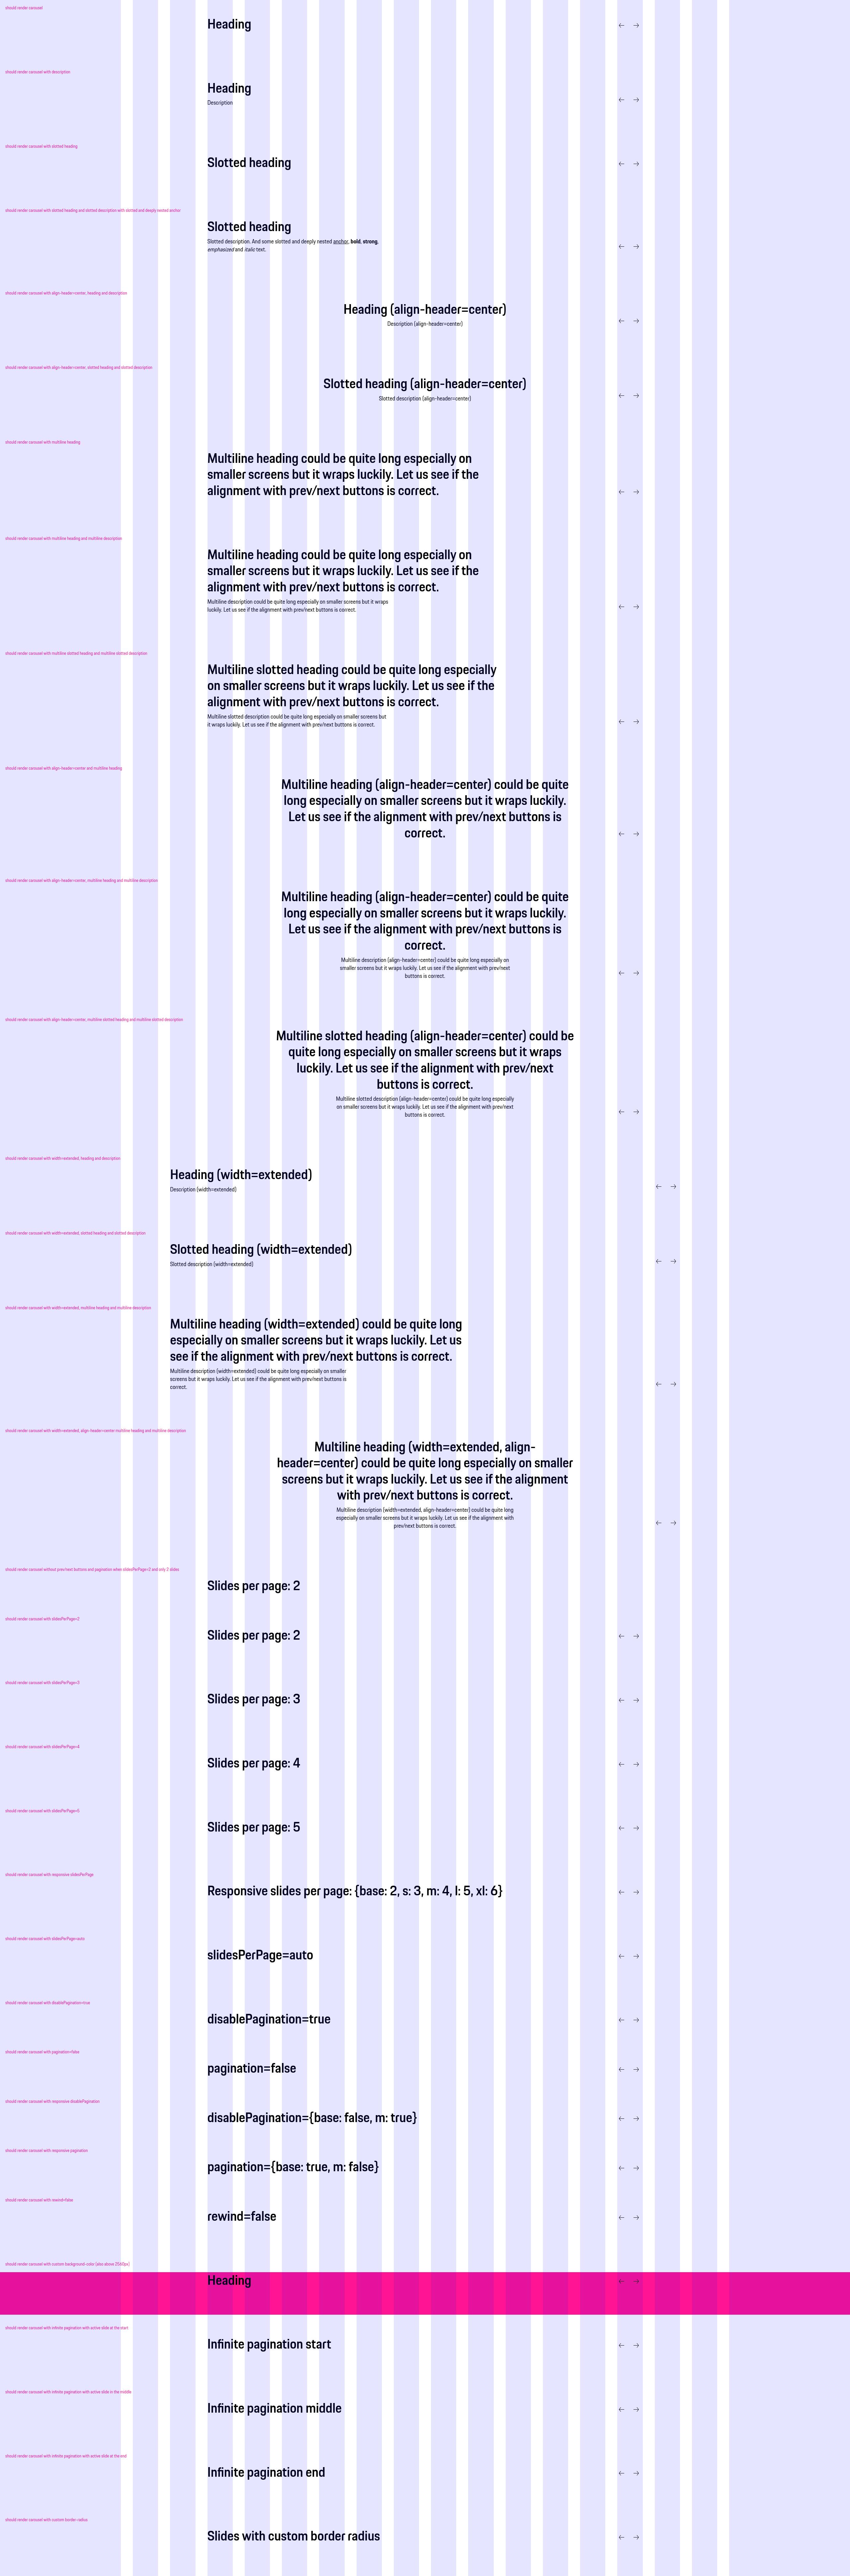 should render carousel
Heading
should render carousel with description
Heading
Description
should render carousel with slotted heading
Slotted heading
should render carousel with slotted heading and slotted description with slotted and deeply nested anchor
Slotted heading
Slotted description. And some slotted and deeply nested anchor, bold, strong,
emphasized and italic text.
should render carousel with align-header=center, heading and description
Heading (align-header=center)
Description (align-header=center)
should render carousel with align-header=center, slotted heading and slotted description
Slotted heading (align-header=center)
Slotted description (align-header=center)
should render carousel with multiline heading
Multiline heading could be quite long especially on
smaller screens but it wraps luckily. Let us see if the
alignment with prev/next buttons is correct.
should render carousel with multiline heading and multiline description
Multiline heading could be quite long especially on
smaller screens but it wraps luckily. Let us see if the
alignment with prev/next buttons is correct.
Multiline description could be quite long especially on smaller screens but it wraps
luckily. Let us see if the alignment with prev/next buttons is correct.
should render carousel with multiline slotted heading and multiline slotted description
Multiline slotted heading could be quite long especially
on smaller screens but it wraps luckily. Let us see if the
alignment with prev/next buttons is correct.
Multiline slotted description could be quite long especially on smaller screens but
it wraps luckily. Let us see if the alignment with prev/next buttons is correct.
should render carousel with align-header=center and multiline heading
Multiline heading (align-header=center) could be quite
long especially on smaller screens but it wraps luckily.
Let us see if the alignment with prev/next buttons is
correct.
should render carousel with align-header=center, multiline heading and multiline description
Multiline heading (align-header=center) could be quite
long especially on smaller screens but it wraps luckily.
Let us see if the alignment with prev/next buttons is
correct.
Multiline description (align-header=center) could be quite long especially on
smaller screens but it wraps luckily. Let us see if the alignment with prev/next
buttons is correct.
should render carousel with align-header=center, multiline slotted heading and multiline slotted description
Multiline slotted heading (align-header=center) could be
quite long especially on smaller screens but it wraps
luckily. Let us see if the alignment with prev/next
buttons is correct.
Multiline slotted description (align-header=center) could be quite long especially
on smaller screens but it wraps luckily. Let us see if the alignment with prev/next
buttons is correct.
should render carousel with width=extended, heading and description
Heading (width=extended)
Description (width=extended)
should render carousel with width=extended, slotted heading and slotted description
Slotted heading (width=extended)
Slotted description (width=extended)
should render carousel with width=extended, multiline heading and multiline description
Multiline heading (width=extended) could be quite long
especially on smaller screens but it wraps luckily. Let us
see if the alignment with prev/next buttons is correct.
Multiline description (width=extended) could be quite long especially on smaller
screens but it wraps luckily. Let us see if the alignment with prev/next buttons is
correct.
should render carousel with width=extended, align-header=center multiline heading and multiline description
Multiline heading (width=extended, align-
header=center) could be quite long especially on smaller
screens but it wraps luckily. Let us see if the alignment
with prev/next buttons is correct.
Multiline description (width=extended, align-header=center) could be quite long
especially on smaller screens but it wraps luckily. Let us see if the alignment with
prev/next buttons is correct.
should render carousel without prev/next buttons and pagination when slidesPerPage=2 and only 2 slides
Slides per page: 2
should render carousel with slidesPerPage=2
Slides per page: 2
should render carousel with slidesPerPage=3
Slides per page: 3
should render carousel with slidesPerPage=4
Slides per page: 4
should render carousel with slidesPerPage=5
Slides per page: 5
should render carousel with responsive slidesPerPage
Responsive slides per page: {base: 2, s: 3, m: 4, l: 5, xl: 6}
should render carousel with slidesPerPage=auto
slidesPerPage=auto
should render carousel with disablePagination=true
disablePagination=true
should render carousel with pagination=false
pagination=false
should render carousel with responsive disablePagination
disablePagination={base: false, m: true}
should render carousel with responsive pagination
pagination={base: true, m: false}
should render carousel with rewind=false
rewind=false
should render carousel with custom background-color (also above 2560px)
Heading
should render carousel with infinite pagination with active slide at the start
Infinite pagination start
should render carousel with infinite pagination with active slide in the middle
Infinite pagination middle
should render carousel with infinite pagination with active slide at the end
Infinite pagination end
should render carousel with custom border radius
Slides with custom border radius